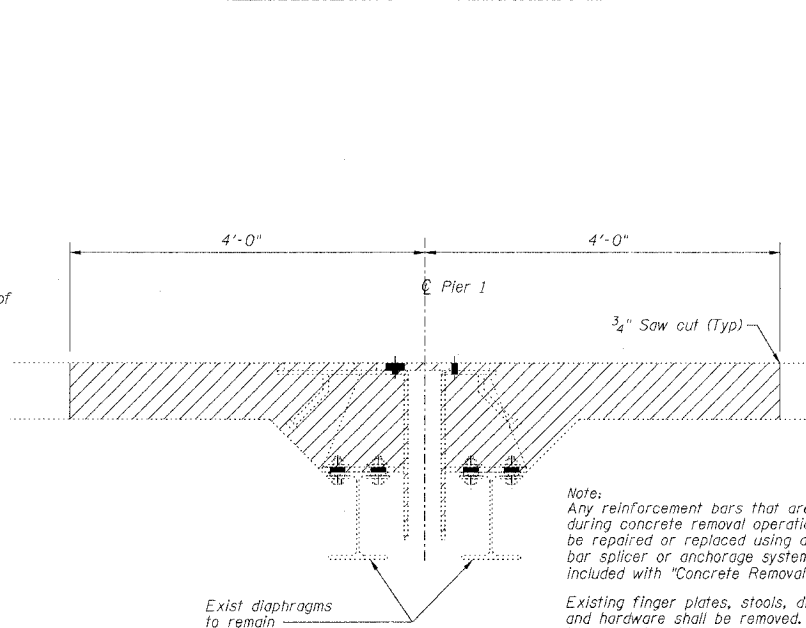 4'-0" 4'-0"
℄ Pier 1
of
¾" Saw cut (Typ)
Note:
Any reinforcement bars that are
during concrete removal operatio
be repaired or replaced using a
bar splicer or anchorage system
included with "Concrete Removal
Existing finger plates, stools, d
and hardware shall be removed.
Exist diaphragms
to remain